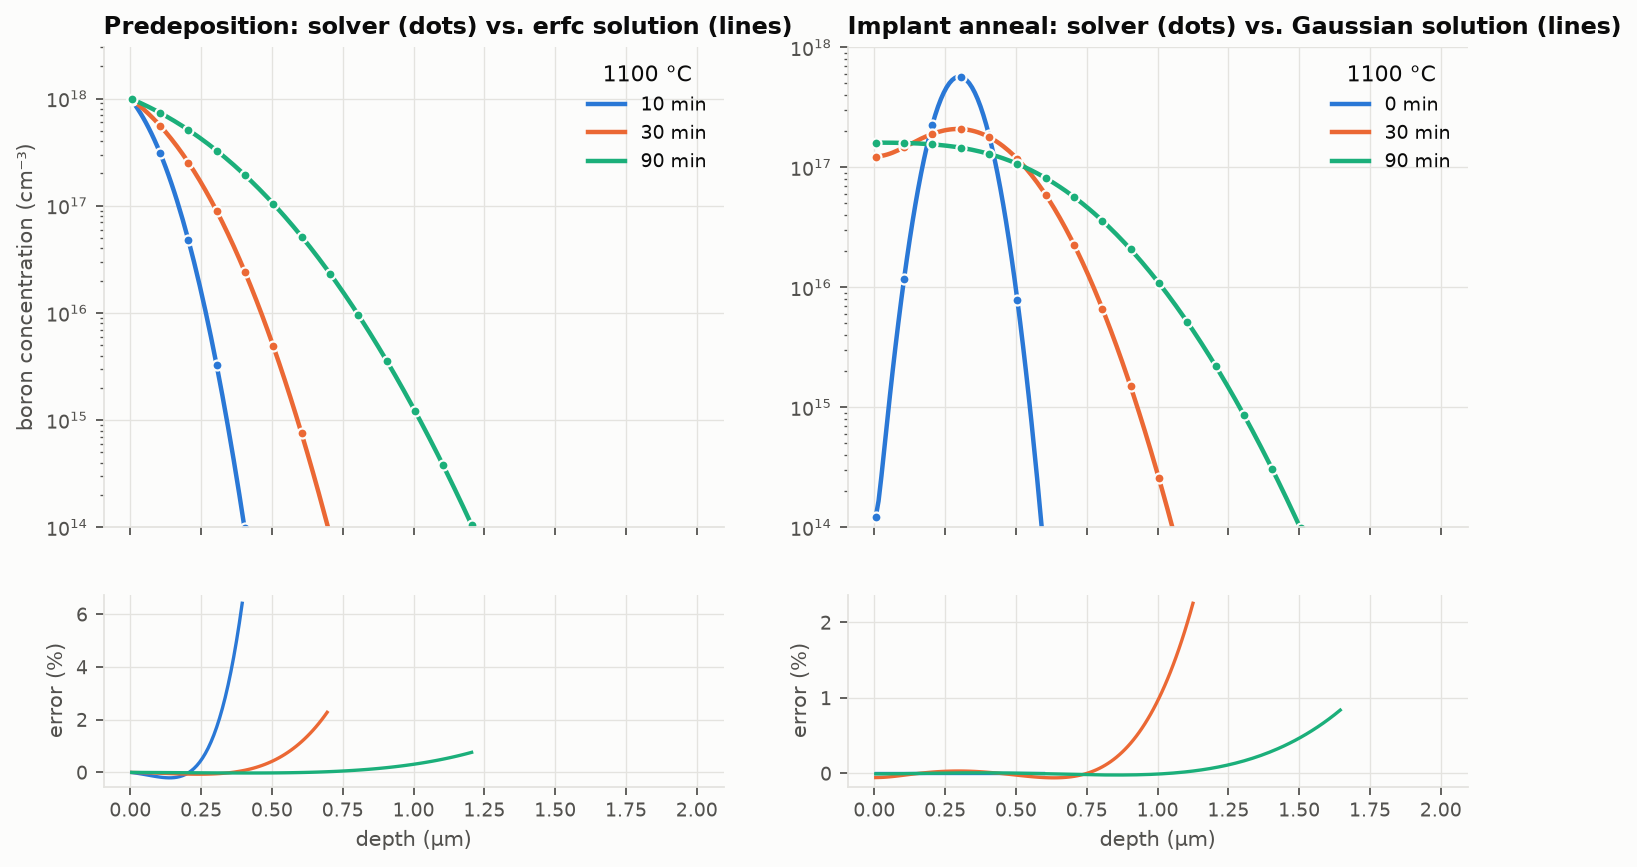 Predeposition: solver (dots) vs. erfc solution (lines)
1100 °C
10 min
30 min
90 min
boron concentration (cm⁻³)
10¹⁸
10¹⁷
10¹⁶
10¹⁵
10¹⁴
error (%)
6
4
2
0
0.00 0.25 0.50 0.75 1.00 1.25 1.50 1.75 2.00
depth (µm)
Implant anneal: solver (dots) vs. Gaussian solution (lines)
1100 °C
0 min
30 min
90 min
10¹⁸
10¹⁷
10¹⁶
10¹⁵
10¹⁴
error (%)
2
1
0
0.00 0.25 0.50 0.75 1.00 1.25 1.50 1.75 2.00
depth (µm)